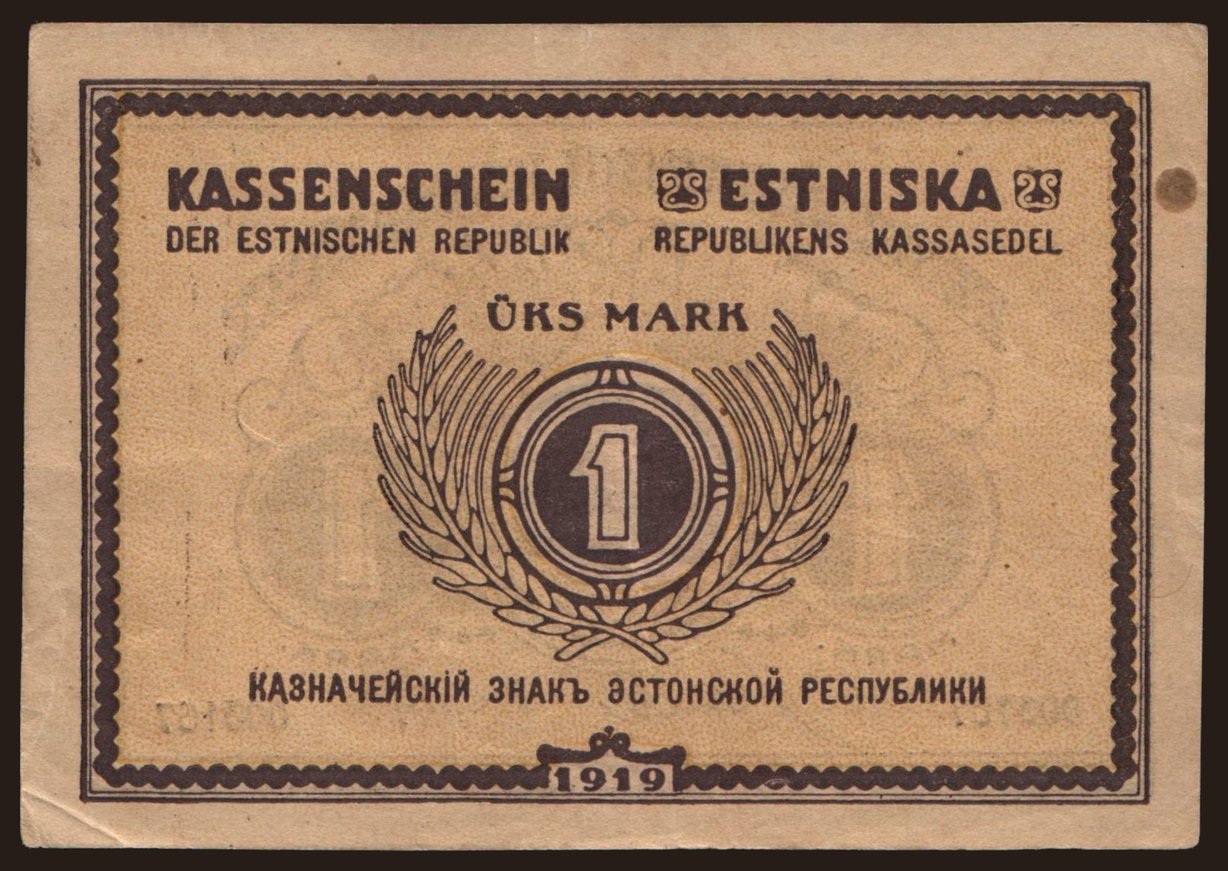 KASSENSCHEIN
DER ESTNISCHEN REPUBLIK
ESTNISKA
REPUBLIKENS KASSASEDEL
ÜKS MARK
1
КАЗНАЧЕЙСКІЙ ЗНАКЪ ЭСТОНСКОЙ РЕСПУБЛИКИ
1919